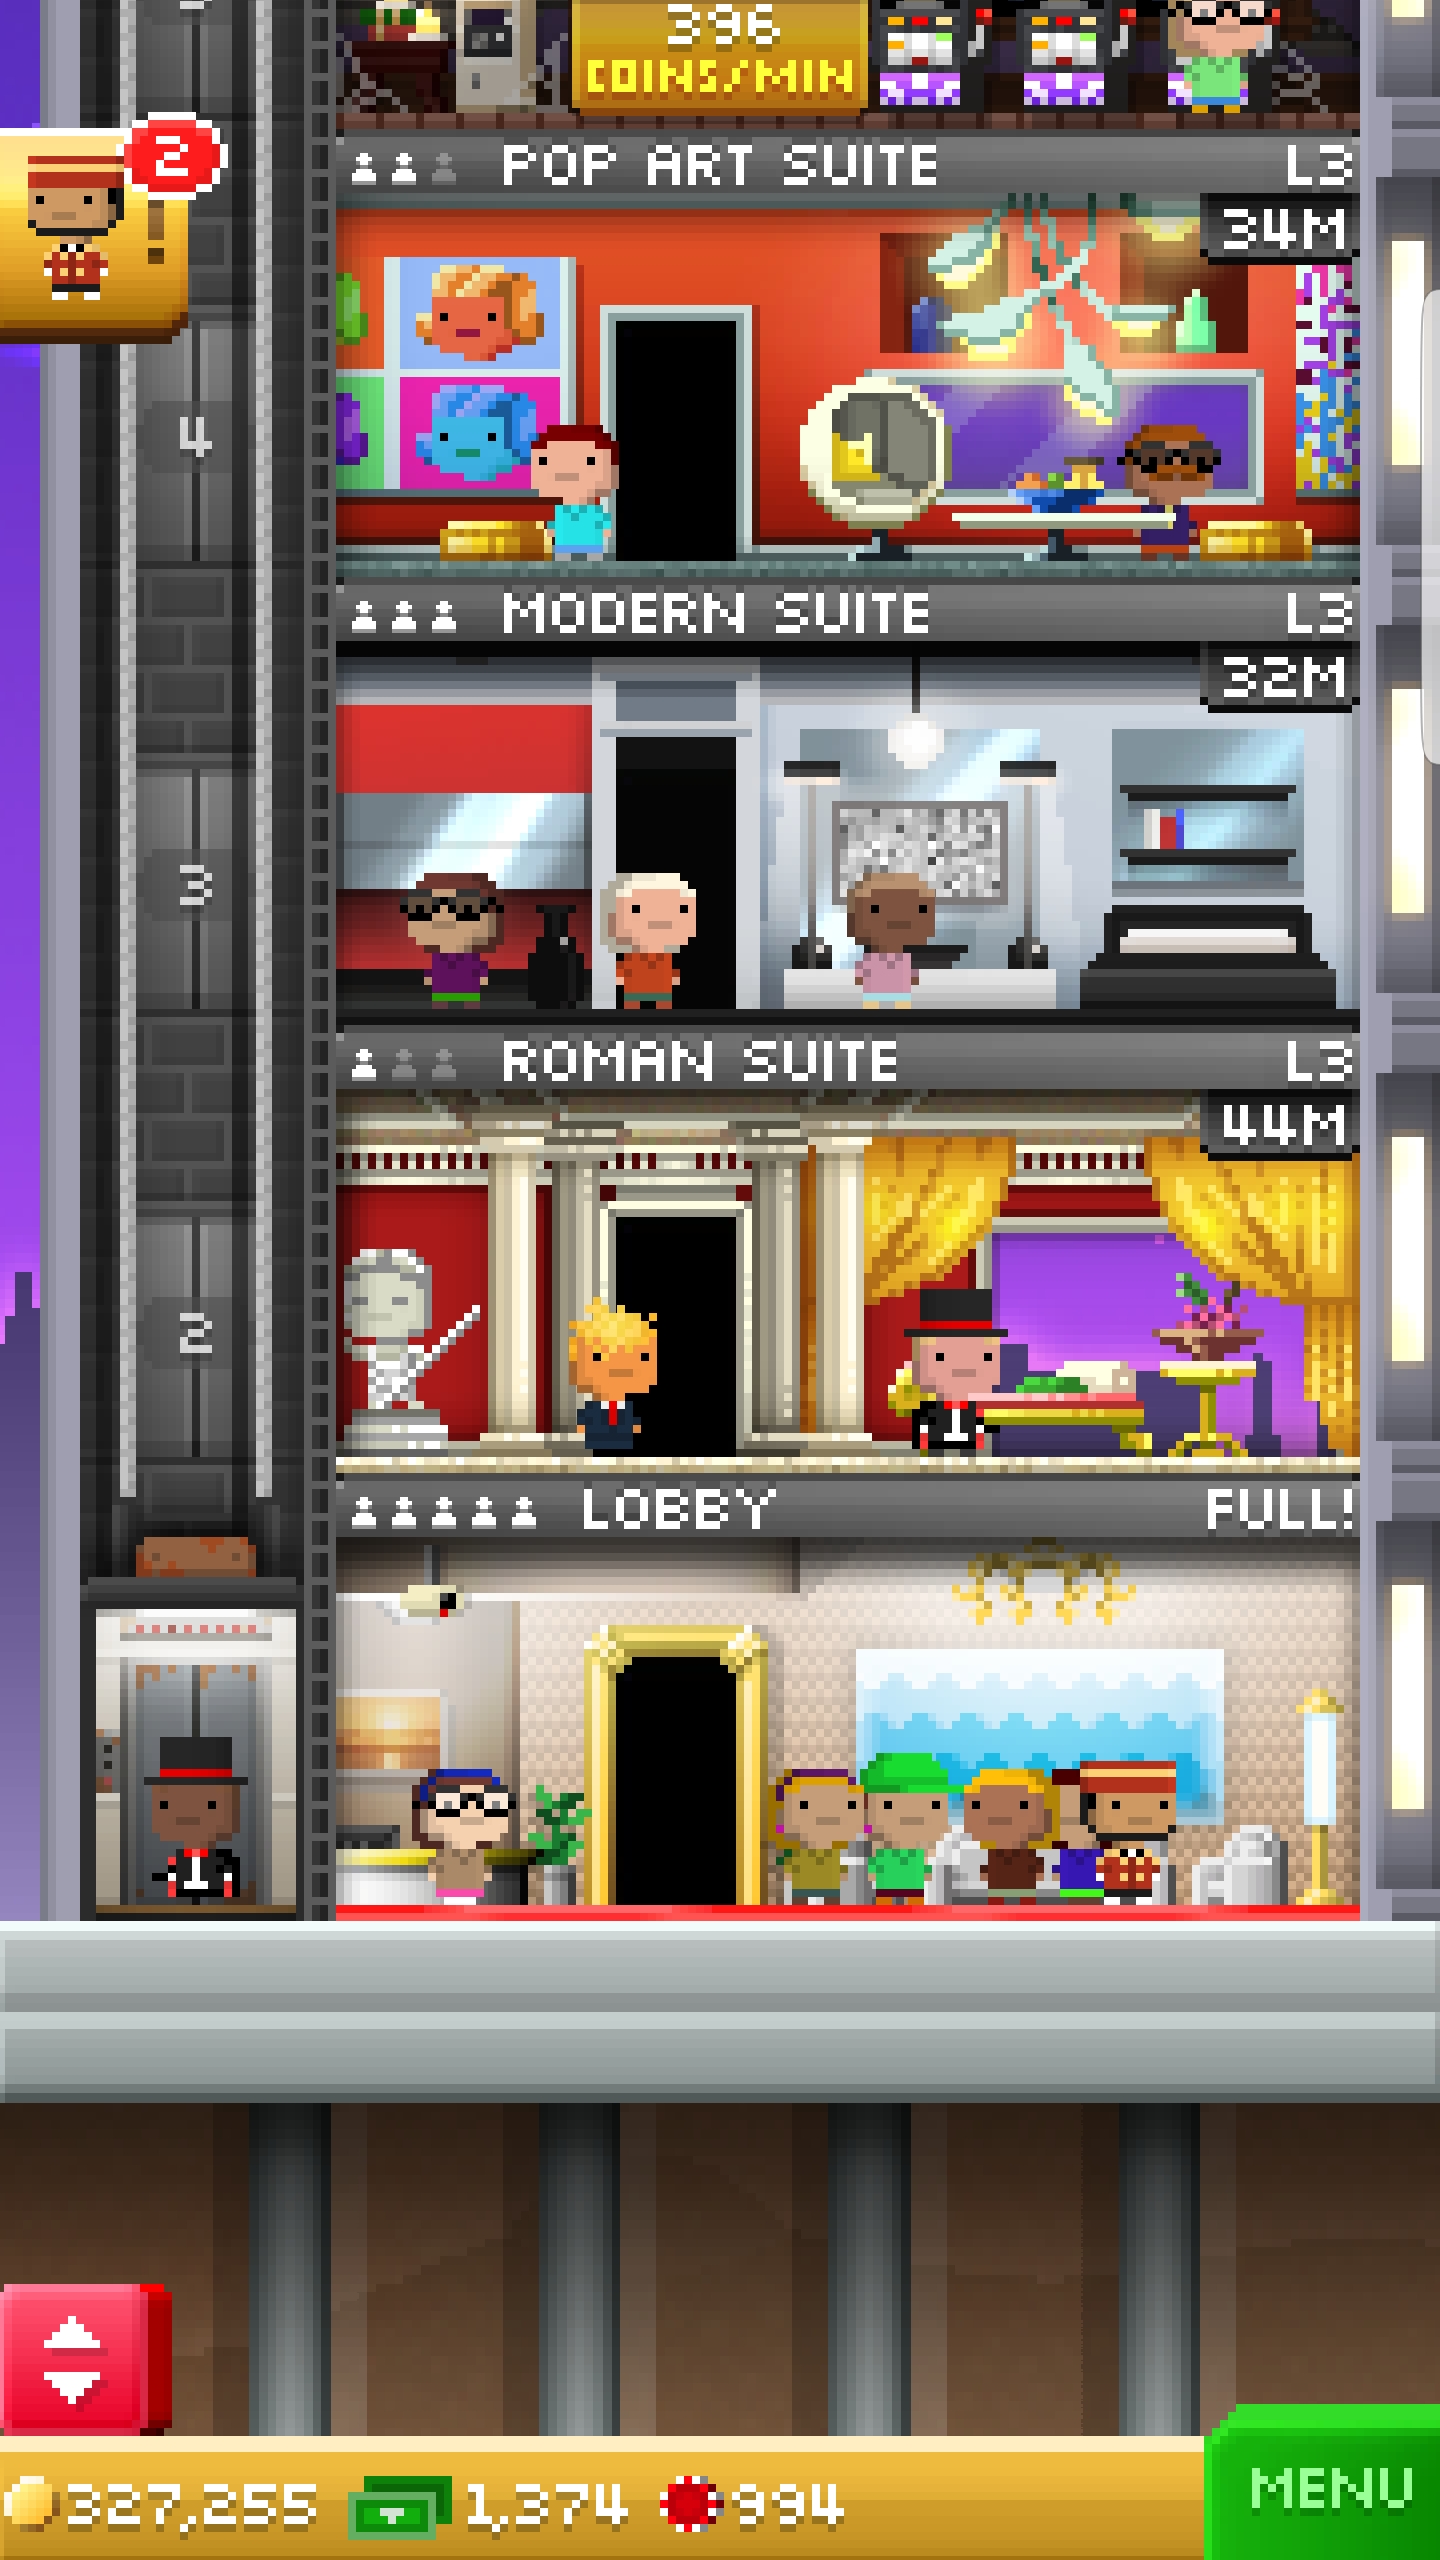 396
COINS/MIN
2
POP ART SUITE L3
34M
4
MODERN SUITE L3
32M
3
ROMAN SUITE L3
44M
2
LOBBY FULL!
327,255 1,374 994
MENU